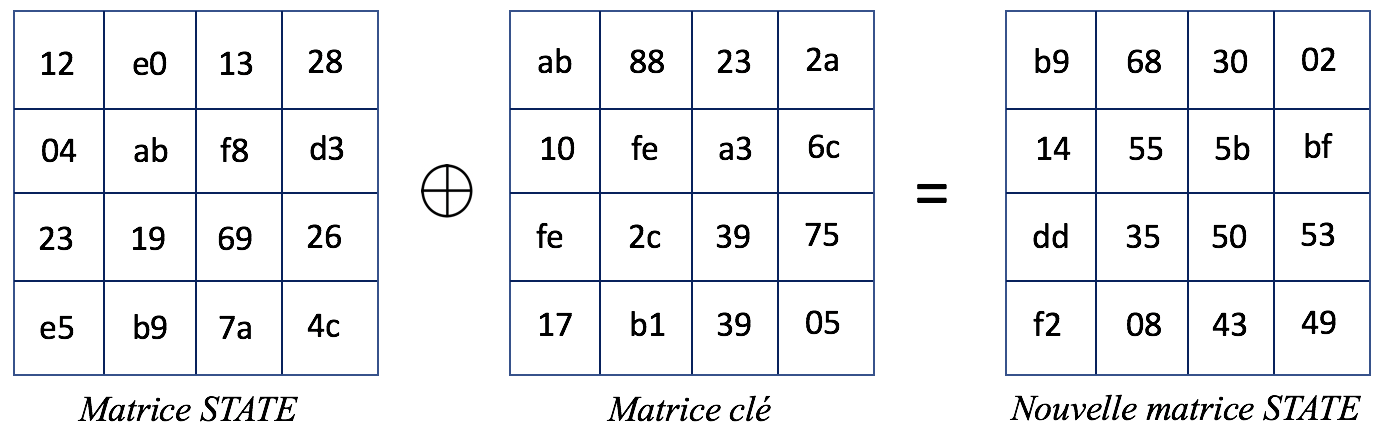 12 e0 13 28 ab 88 23 2a b9 68 30 02
04 ab f8 d3 10 fe a3 6c 14 55 5b bf
⊕ =
23 19 69 26 fe 2c 39 75 dd 35 50 53
e5 b9 7a 4c 17 b1 39 05 f2 08 43 49
Matrice STATE Matrice clé Nouvelle matrice STATE